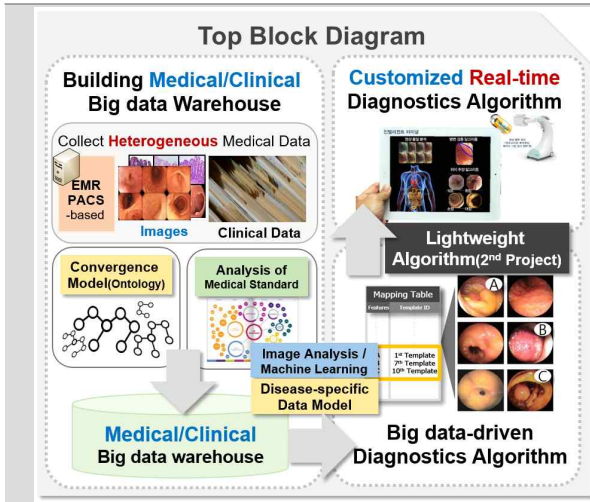 Top Block Diagram
Building Medical/Clinical
Big data Warehouse
Collect Heterogeneous Medical Data
EMR
PACS
-based
Images
Clinical Data
Convergence
Model(Ontology)
Analysis of
Medical Standard
Image Analysis /
Machine Learning
Disease-specific
Data Model
Medical/Clinical
Big data warehouse
Customized Real-time
Diagnostics Algorithm
Lightweight
Algorithm(2nd Project)
Mapping Table
Features Template ID
1st Template
7th Template
10th Template
A
B
C
Big data-driven
Diagnostics Algorithm